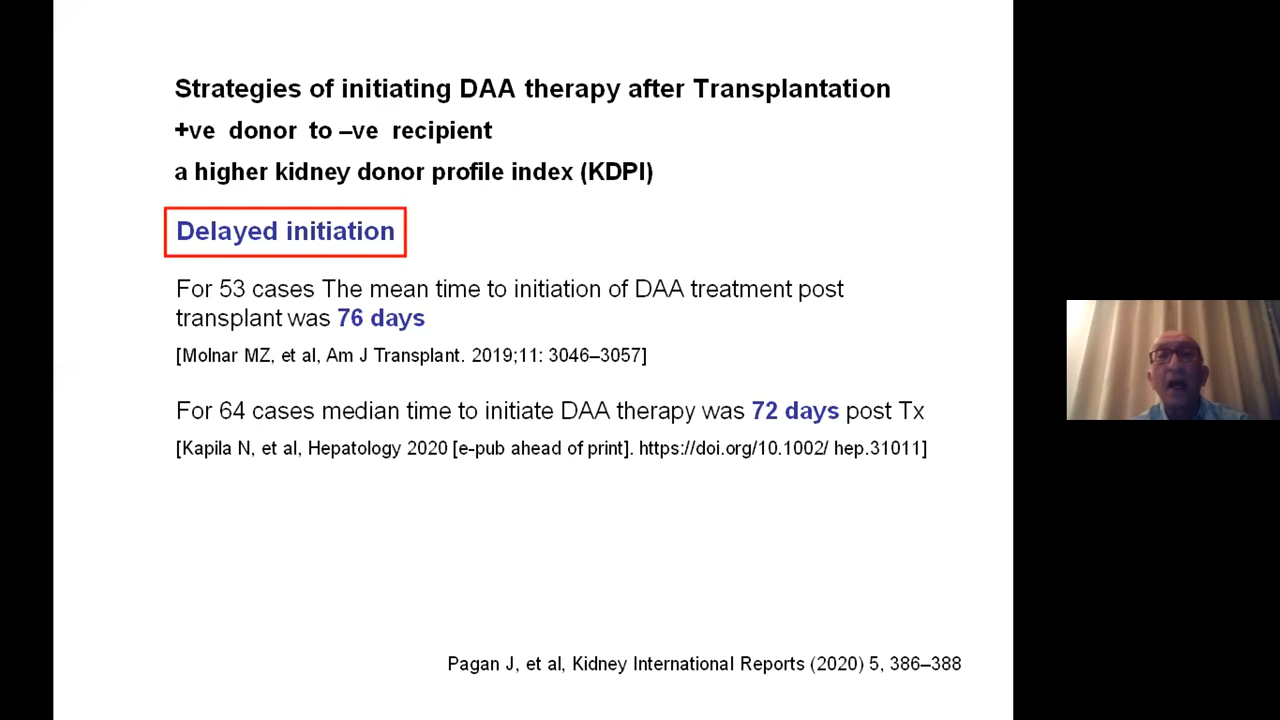 Strategies of initiating DAA therapy after Transplantation
+ve donor to –ve recipient
a higher kidney donor profile index (KDPI)
Delayed initiation
For 53 cases The mean time to initiation of DAA treatment post
transplant was 76 days
[Molnar MZ, et al, Am J Transplant. 2019;11: 3046–3057]
For 64 cases median time to initiate DAA therapy was 72 days post Tx
[Kapila N, et al, Hepatology 2020 [e-pub ahead of print]. https://doi.org/10.1002/ hep.31011]
Pagan J, et al, Kidney International Reports (2020) 5, 386–388